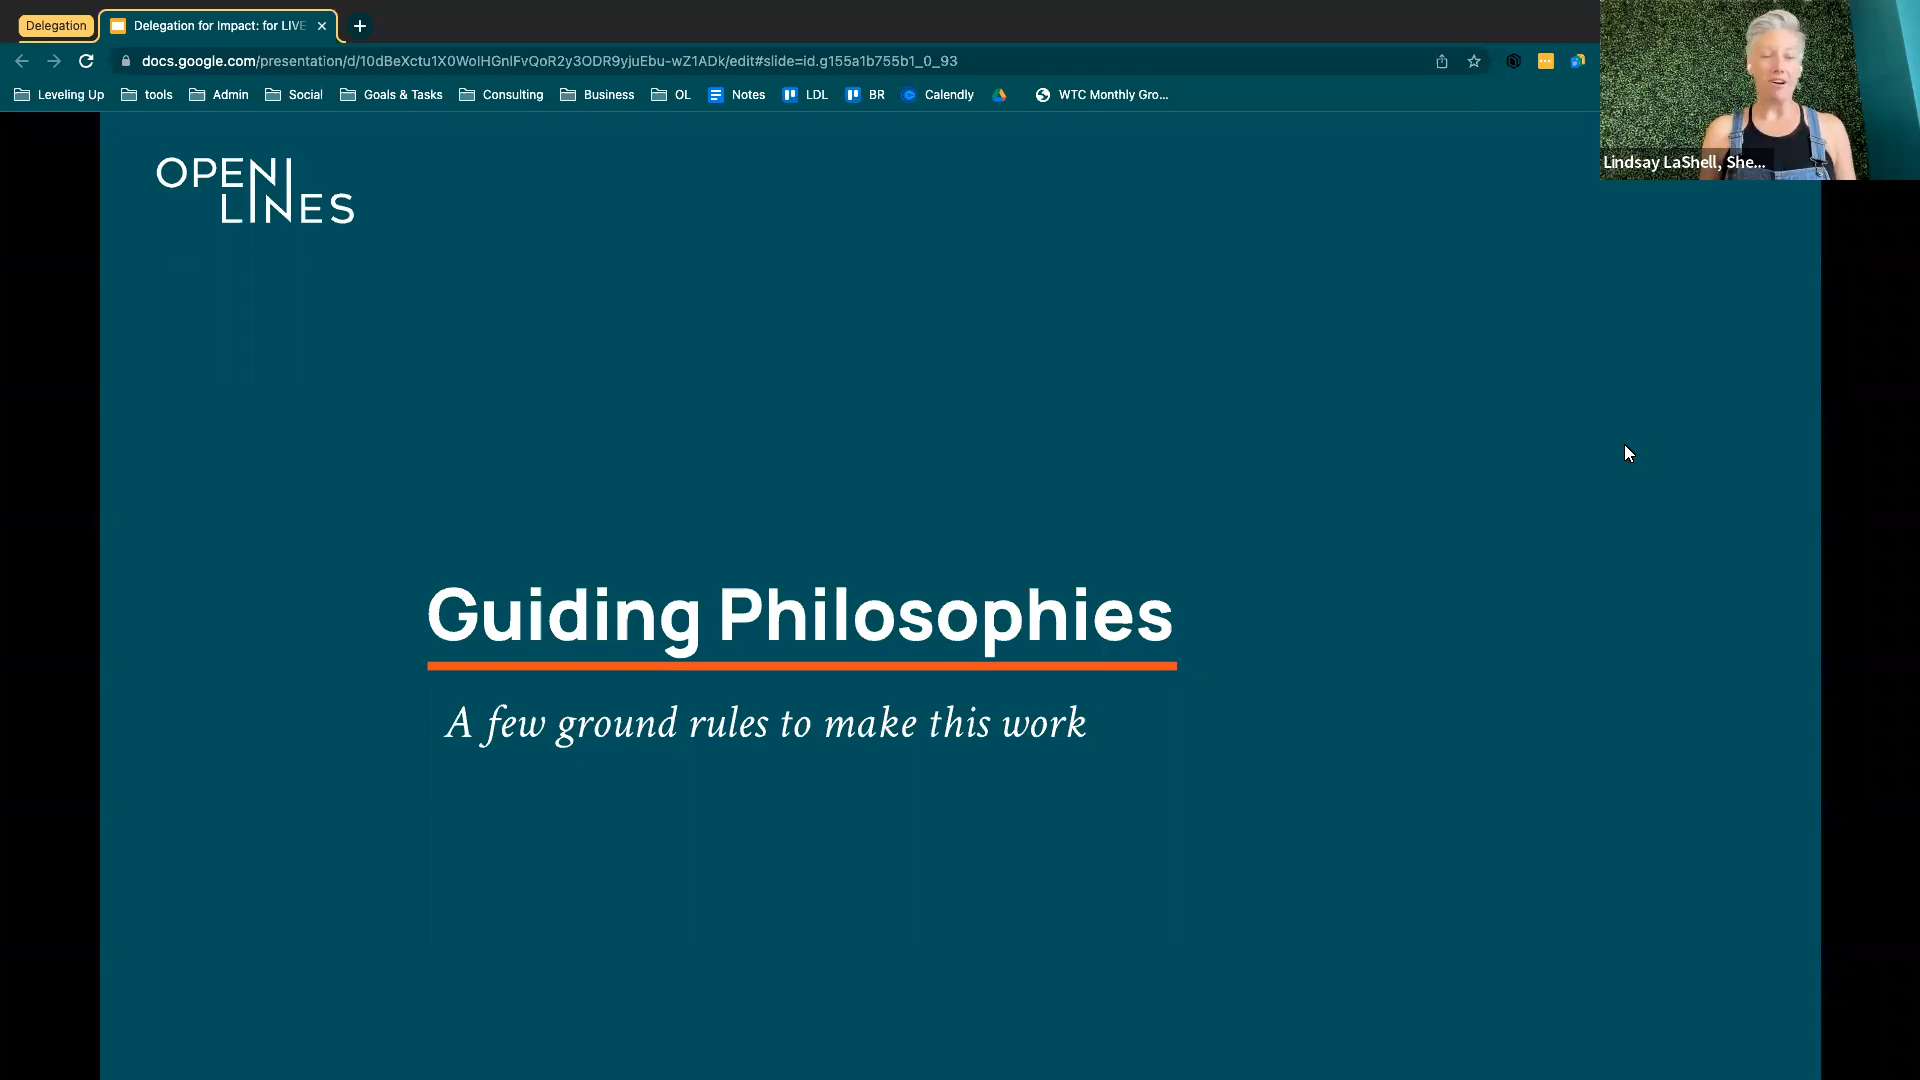 Delegation
Delegation for Impact: for LIVE
docs.google.com/presentation/d/10dBeXctu1X0WolHGnlFvQoR2y3ODR9yjuEbu-wZ1ADk/edit#slide=id.g155a1b755b1_0_93
Leveling Up tools Admin Social Goals & Tasks Consulting Business OL Notes LDL BR Calendly WTC Monthly Gro...
Lindsay LaShell, She...
OPEN
LINES
Guiding Philosophies
A few ground rules to make this work